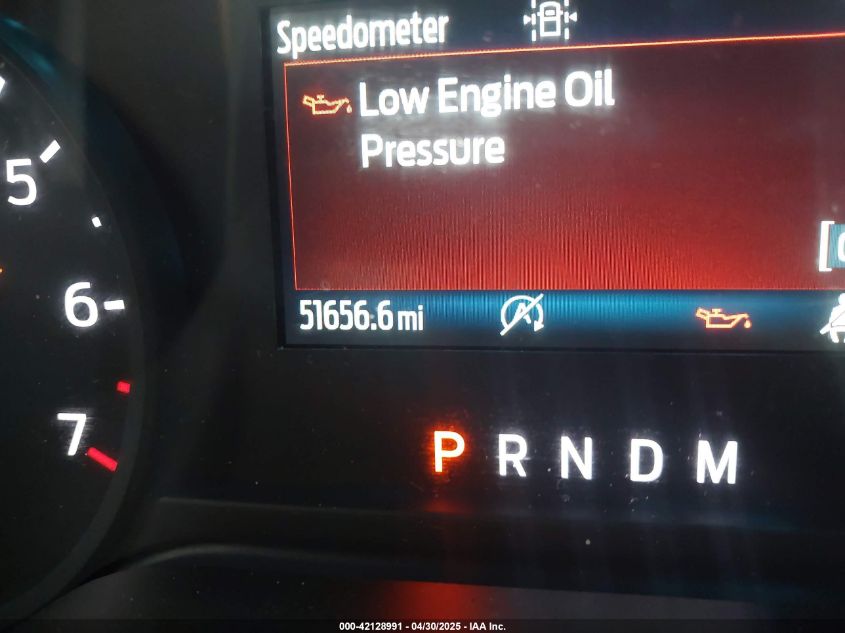 Speedometer
Low Engine Oil
Pressure
5
6
7
51656.6 mi
P R N D M
000-42128991 - 04/30/2025 - IAA Inc.